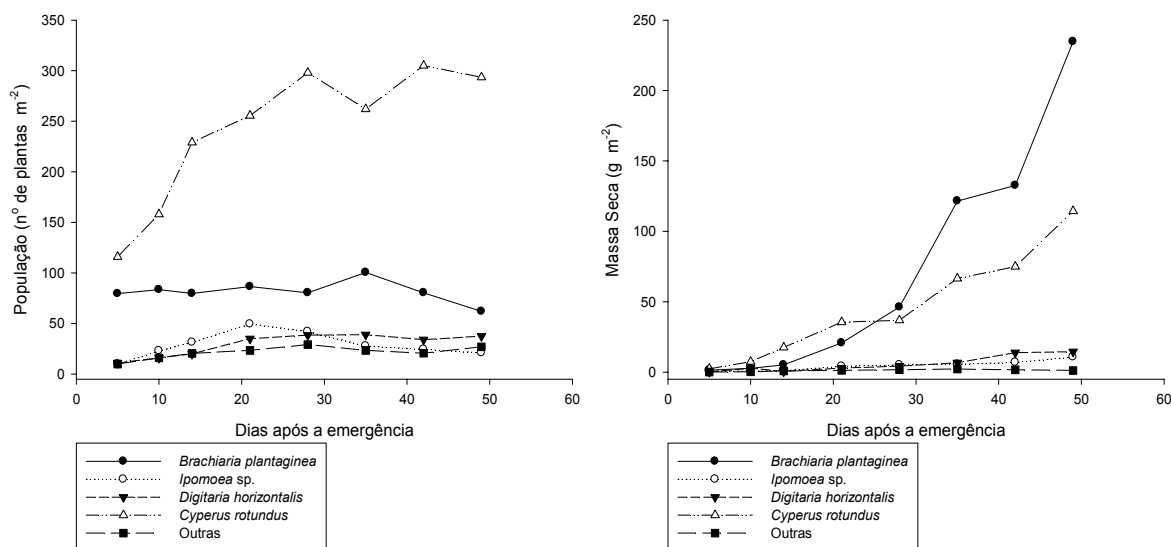 350
300
250
200
150
100
50
0
População (nº de plantas m-2)
0 10 20 30 40 50 60
Dias após a emergência
Brachiaria plantaginea
Ipomoea sp.
Digitaria horizontalis
Cyperus rotundus
Outras
250
200
150
100
50
0
Massa Seca (g m-2)
0 10 20 30 40 50 60
Dias após a emergência
Brachiaria plantaginea
Ipomoea sp.
Digitaria horizontalis
Cyperus rotundus
Outras